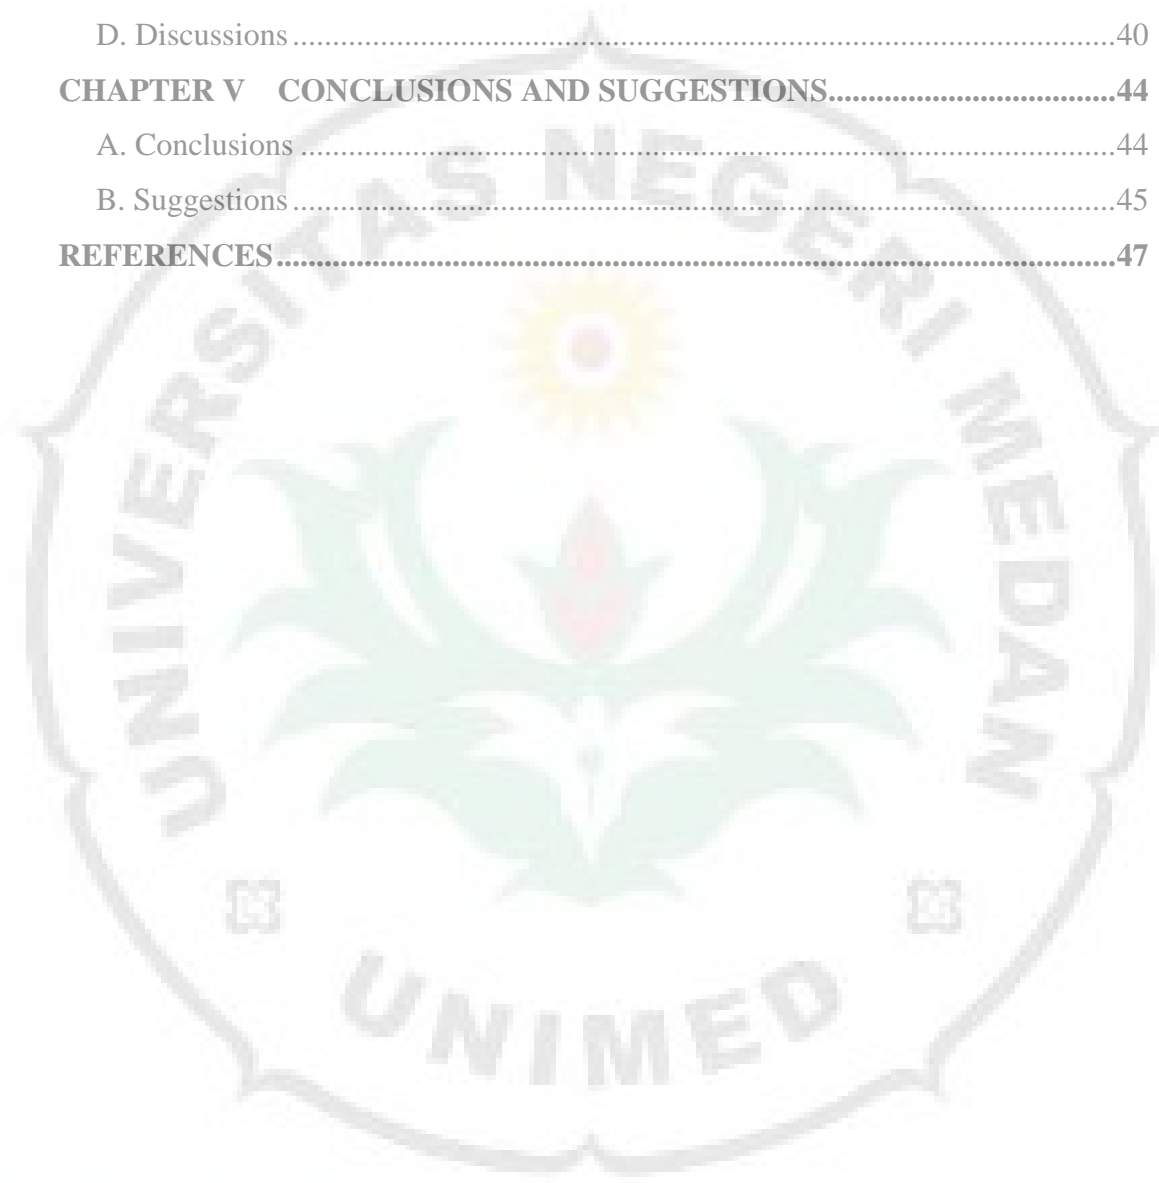 D. Discussions........................................................................................40
CHAPTER V    CONCLUSIONS AND SUGGESTIONS................................44
A. Conclusions.......................................................................................44
B. Suggestions.......................................................................................45
REFERENCES.........................................................................................47
UNIVERSITAS NEGERI MEDAN
UNIMED